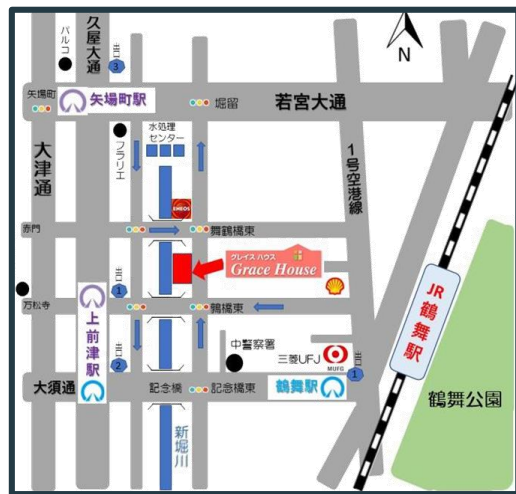 パルコ
久屋大通
出口
3
N
矢場町
矢場町駅
堀留
若宮大通
大津通
フラリエ
水処理
センター
1号空港線
ENEOS
赤門
舞鶴橋東
グレイス ハウス
Grace House
出口
1
万松寺
鶴橋東
上前津駅
JR鶴舞駅
出口
2
中警察署
三菱UFJ
MUFG
出口
1
大須通
記念橋
記念橋東
鶴舞駅
鶴舞公園
新堀川